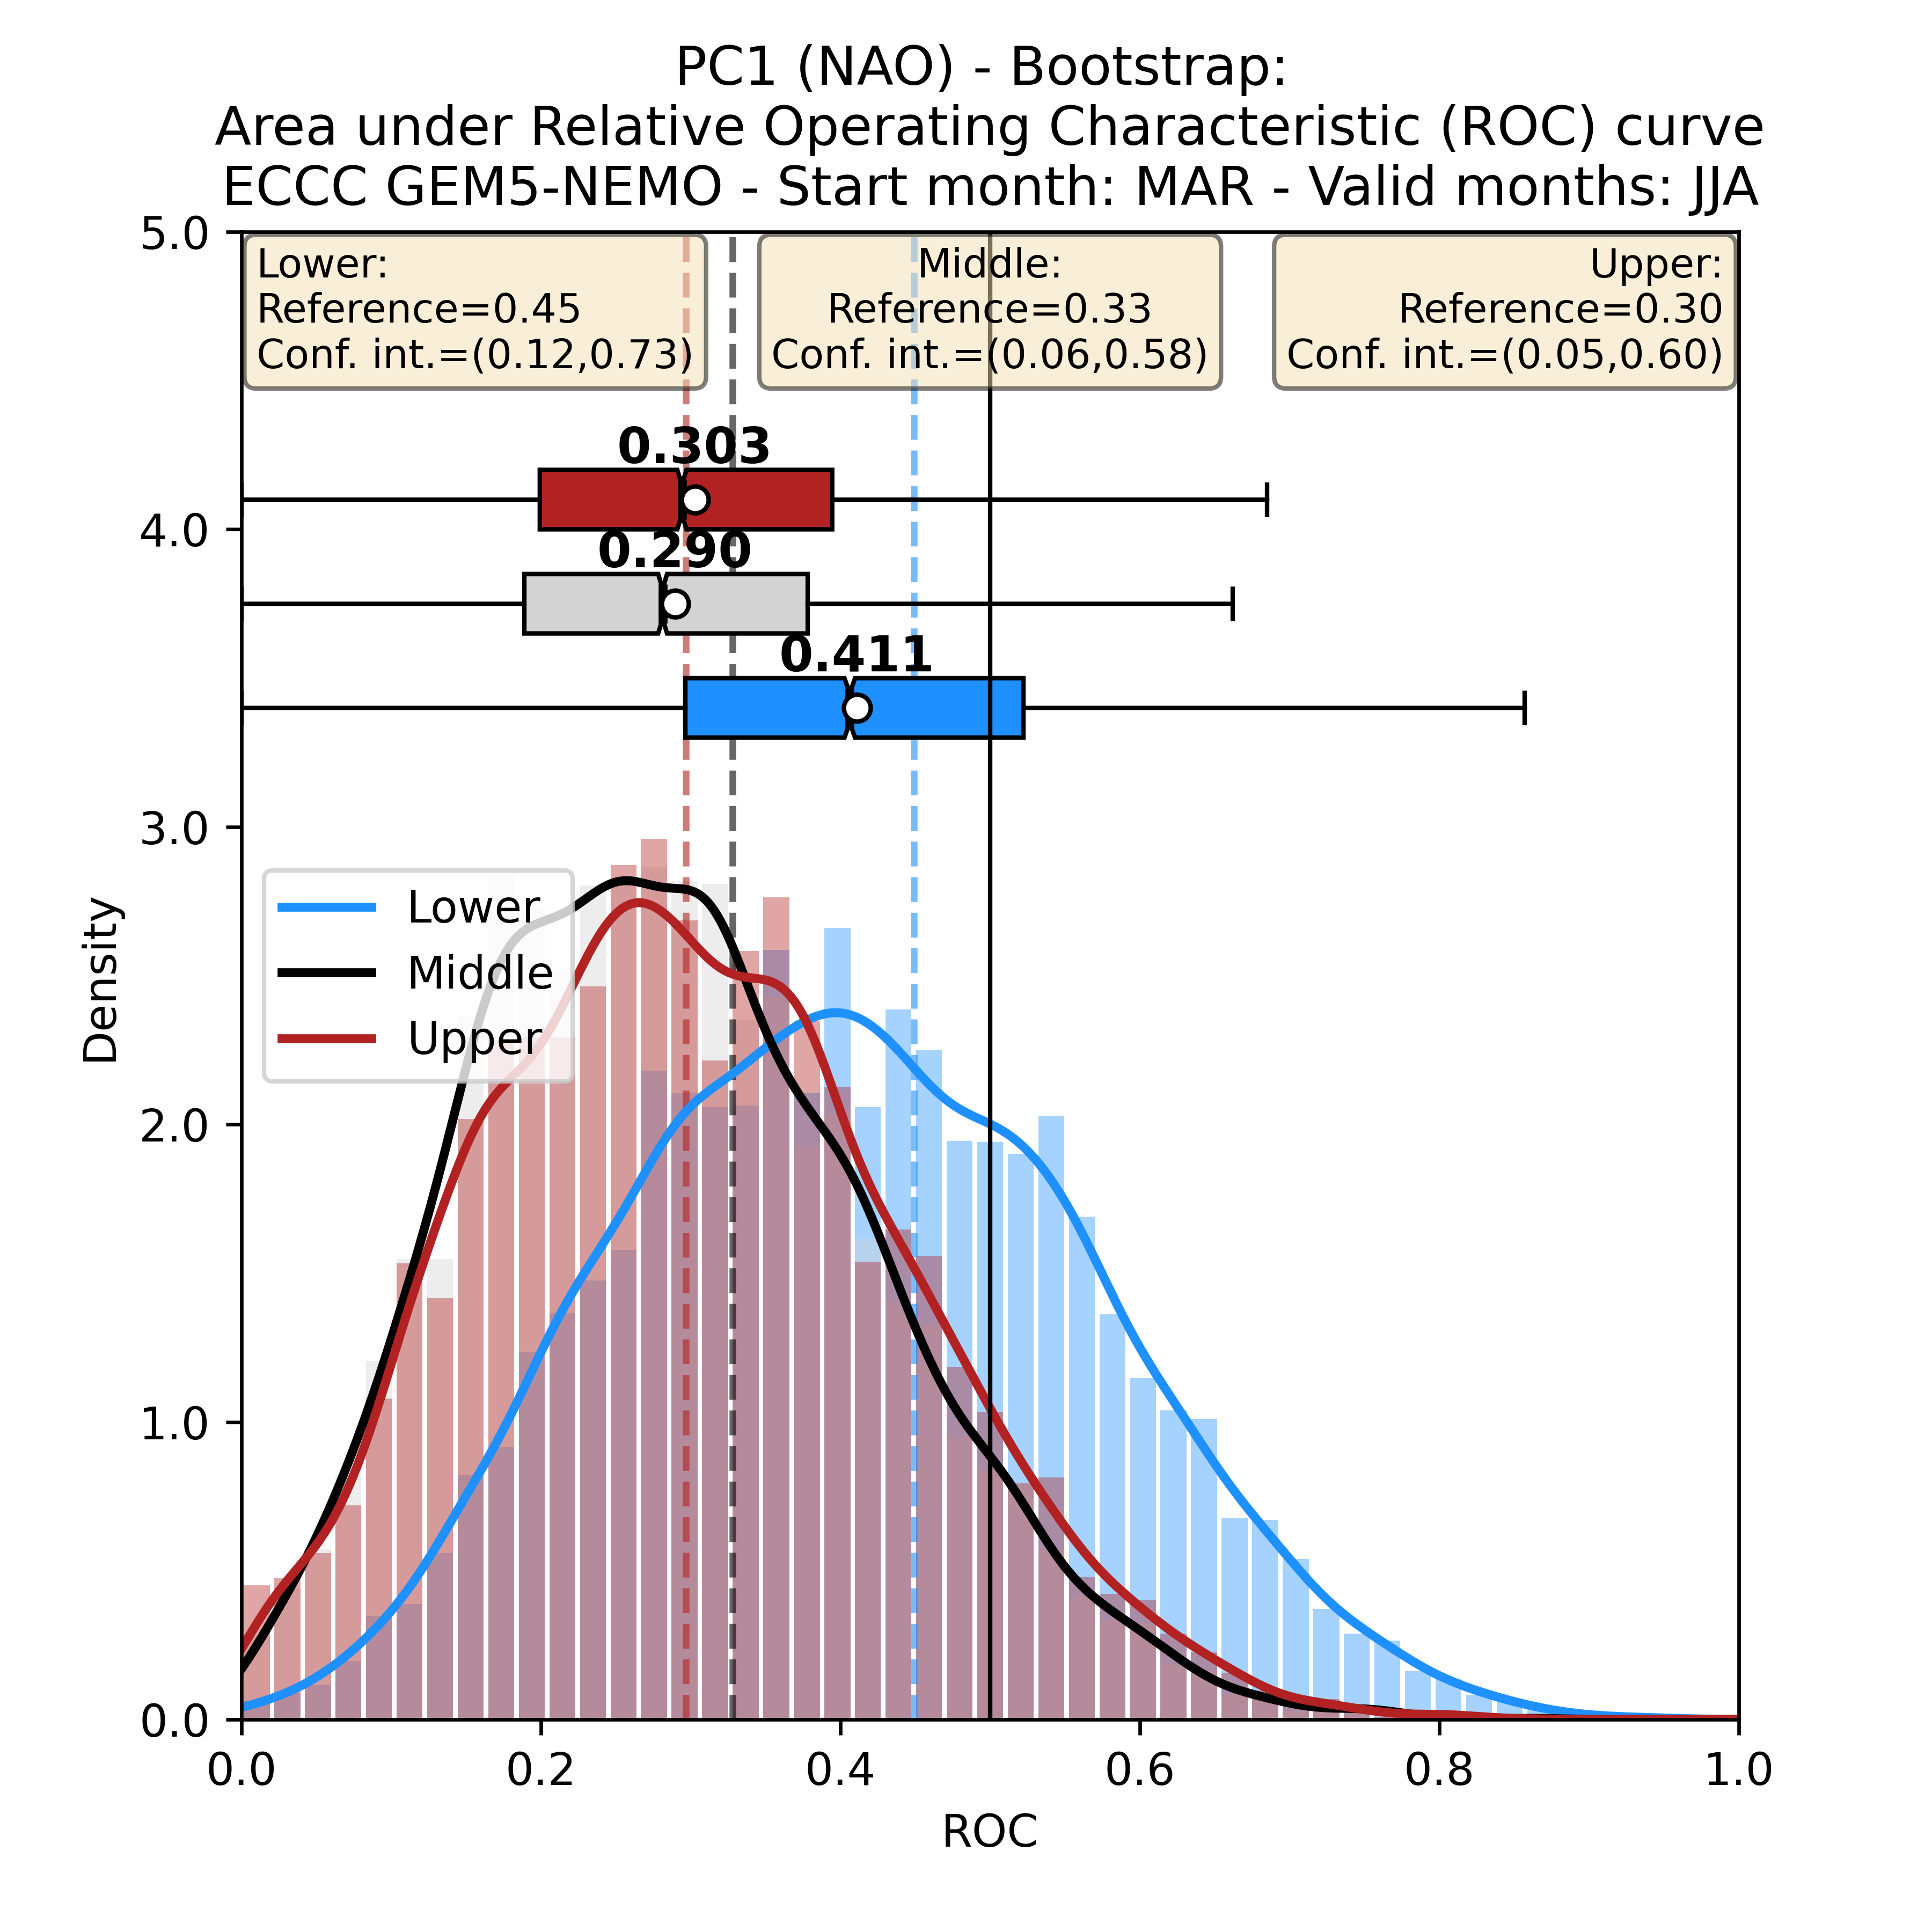 PC1 (NAO) - Bootstrap:
Area under Relative Operating Characteristic (ROC) curve
ECCC GEM5-NEMO - Start month: MAR - Valid months: JJA
Lower:
Reference=0.45
Conf. int.=(0.12,0.73)
Middle:
Reference=0.33
Conf. int.=(0.06,0.58)
Upper:
Reference=0.30
Conf. int.=(0.05,0.60)
0.303
0.290
0.411
Lower
Middle
Upper
Density
5.0
4.0
3.0
2.0
1.0
0.0
0.0 0.2 0.4 0.6 0.8 1.0
ROC